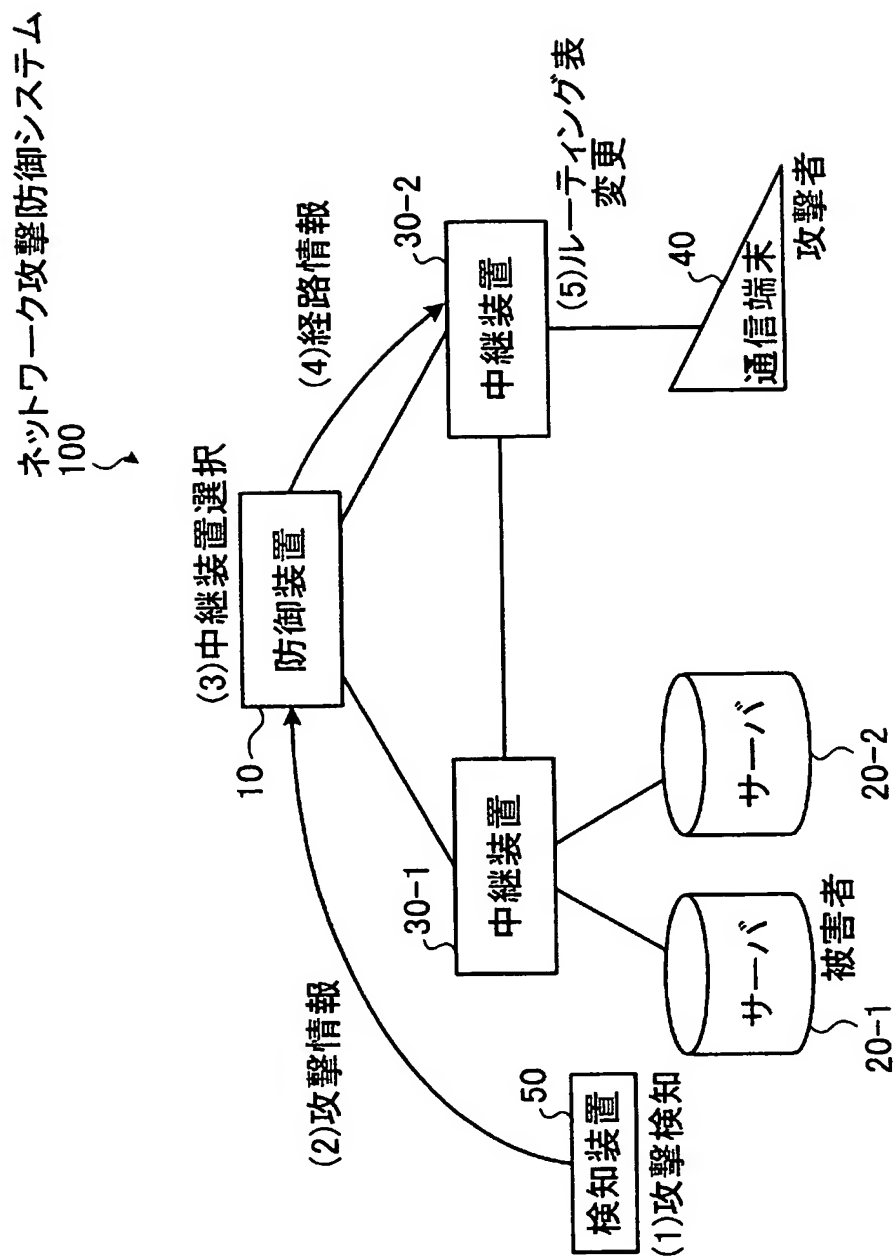 ネットワーク攻撃防御システム
100
(3)中継装置選択
防御装置
10
(4)経路情報
(2)攻撃情報
30-1
中継装置
30-2
中継装置
(5)ルーティング表
変更
50
検知装置
(1)攻撃検知
サーバ
20-1
被害者
サーバ
20-2
40
通信端末
攻撃者